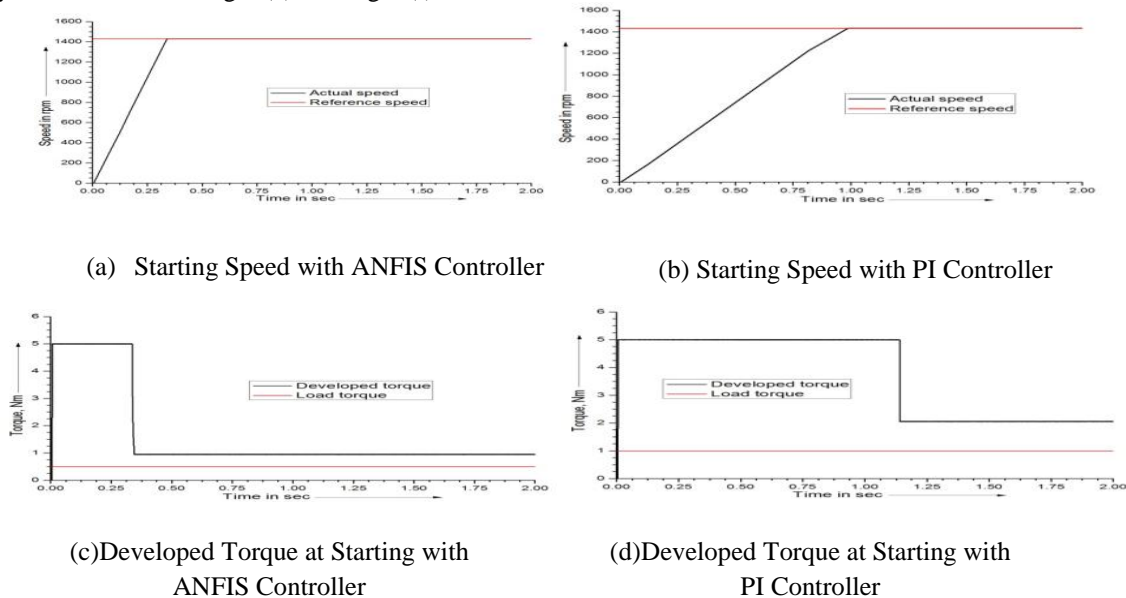 1600
1400
1200
1000
800
600
400
200
0
Speed in rpm
Actual speed
Reference speed
0.00 0.25 0.50 0.75 1.00 1.25 1.50 1.75 2.00
Time in sec
(a) Starting Speed with ANFIS Controller
1600
1400
1200
1000
800
600
400
200
0
Speed in rpm
Actual speed
Reference speed
0.00 0.25 0.50 0.75 1.00 1.25 1.50 1.75 2.00
Time in sec
(b) Starting Speed with PI Controller
6
5
4
3
2
1
0
Torque, Nm
Developed torque
Load torque
0.00 0.25 0.50 0.75 1.00 1.25 1.50 1.75 2.00
Time in sec
(c)Developed Torque at Starting with
ANFIS Controller
6
5
4
3
2
1
0
Torque, Nm
Developed torque
Load torque
0.00 0.25 0.50 0.75 1.00 1.25 1.50 1.75 2.00
Time in sec
(d)Developed Torque at Starting with
PI Controller